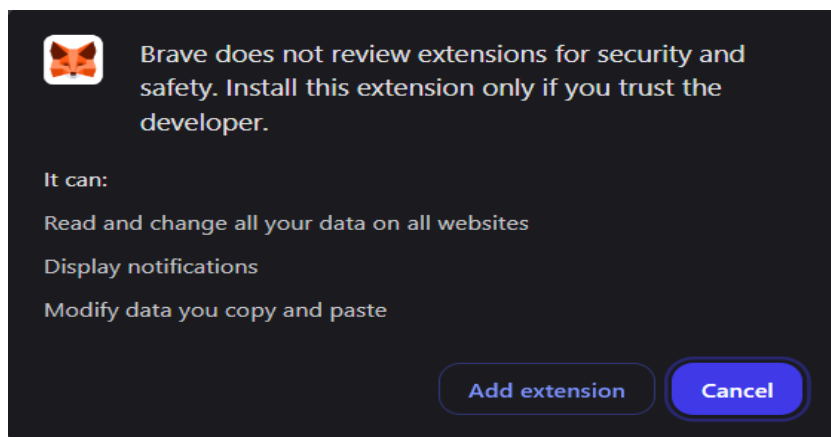 Brave does not review extensions for security and
safety. Install this extension only if you trust the
developer.
It can:
Read and change all your data on all websites
Display notifications
Modify data you copy and paste
Add extension
Cancel